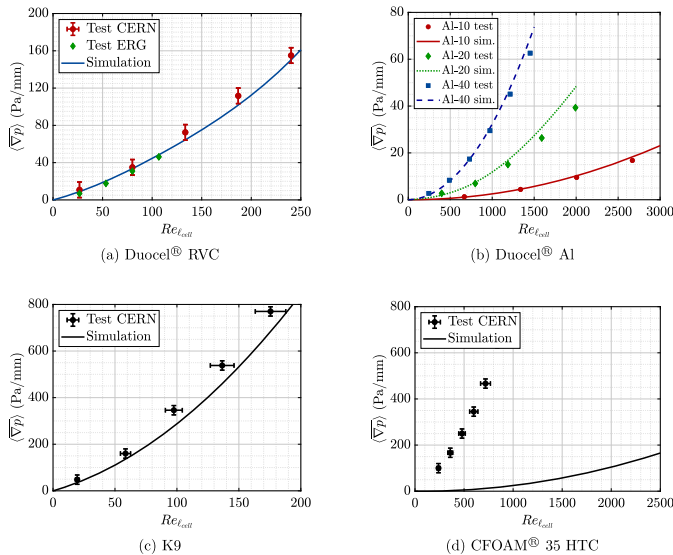 Test CERN
Test ERG
Simulation
160
120
80
40
0
0 50 100 150 200 250
⟨∇p⟩ (Pa/mm)
Re_ℓcell
(a) Duocel® RVC
Al-10 test
Al-10 sim.
Al-20 test
Al-20 sim.
Al-40 test
Al-40 sim.
80
60
40
20
0
0 500 1000 1500 2000 2500 3000
⟨∇p⟩ (Pa/mm)
Re_ℓcell
(b) Duocel® Al
Test CERN
Simulation
800
600
400
200
0
0 50 100 150 200
⟨∇p⟩ (Pa/mm)
Re_ℓcell
(c) K9
Test CERN
Simulation
800
600
400
200
0
0 500 1000 1500 2000 2500
⟨∇p⟩ (Pa/mm)
Re_ℓcell
(d) CFOAM® 35 HTC
200